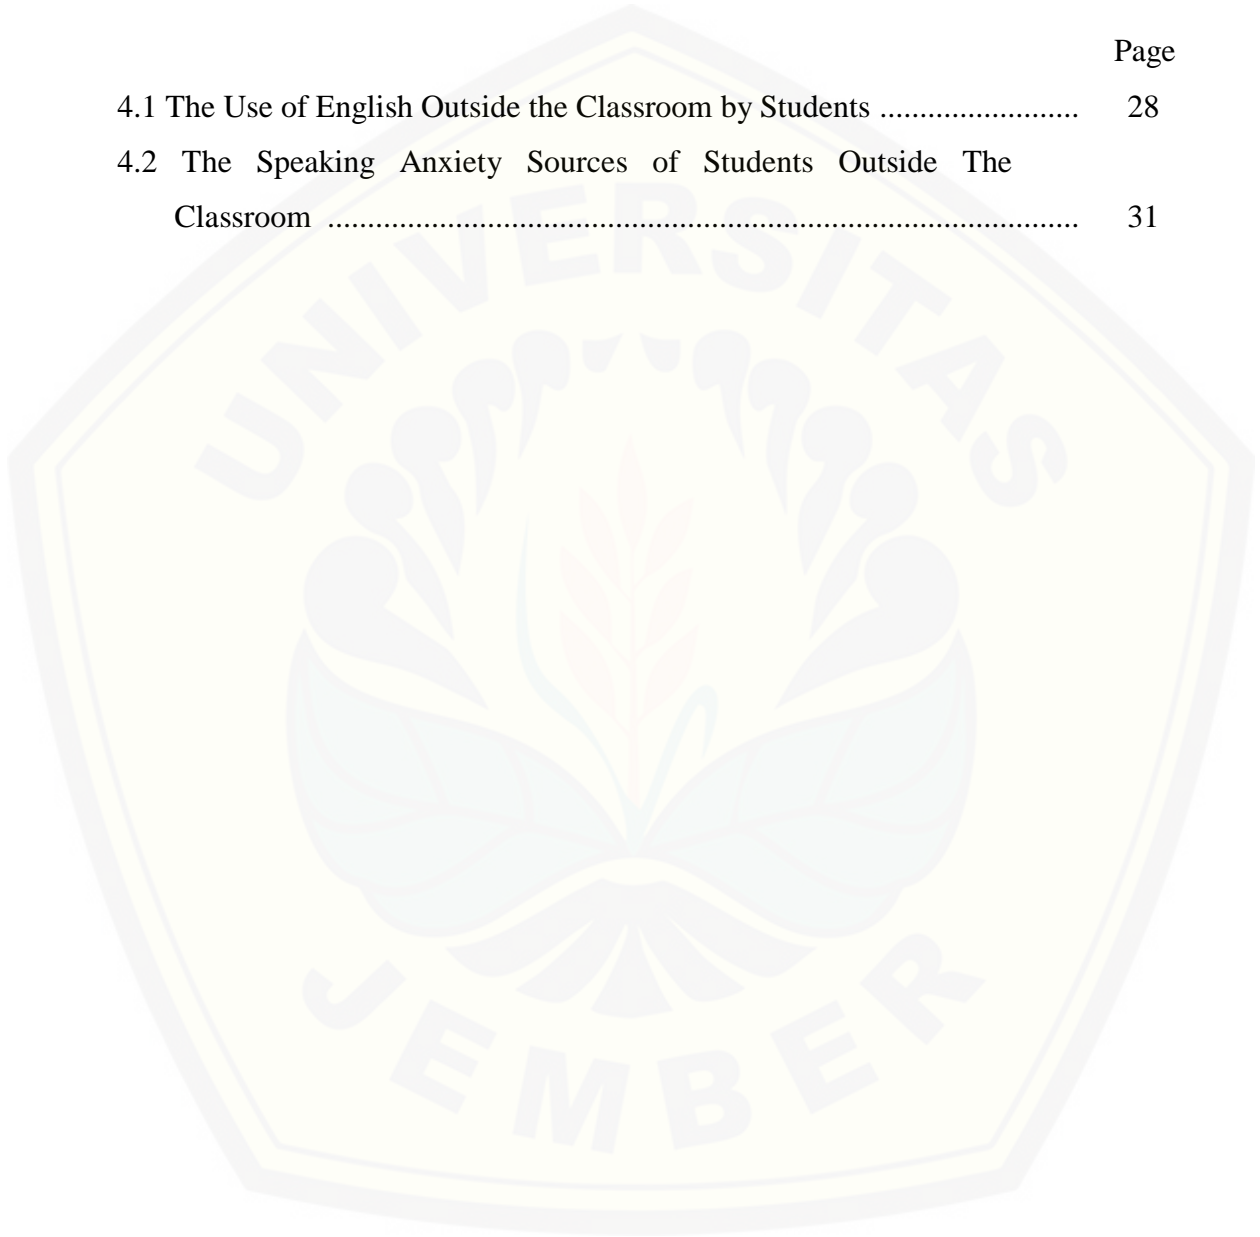 Page
4.1 The Use of English Outside the Classroom by Students ........................ 28
4.2 The Speaking Anxiety Sources of Students Outside The
Classroom .......................................................................................... 31
UNIVERSITAS
JEMBER